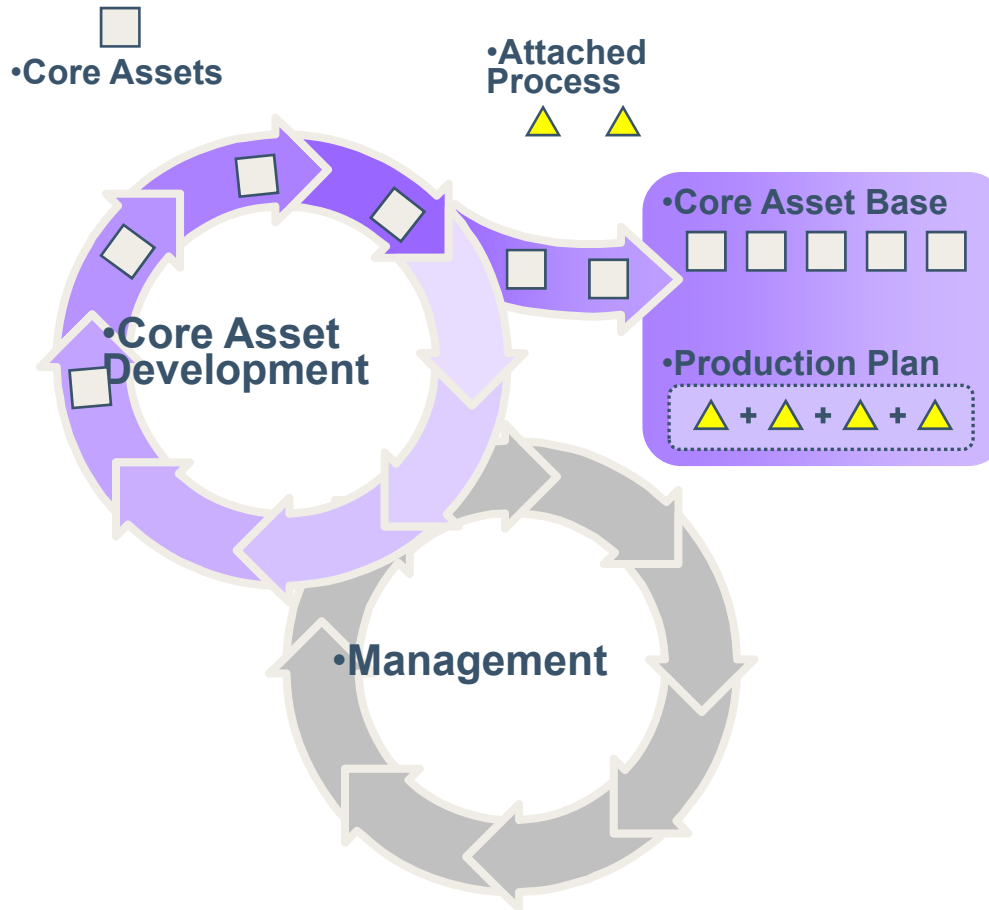 •Core Assets
•Attached
Process
•Core Asset Base
•Core Asset
Development
•Production Plan
+ + +
•Management